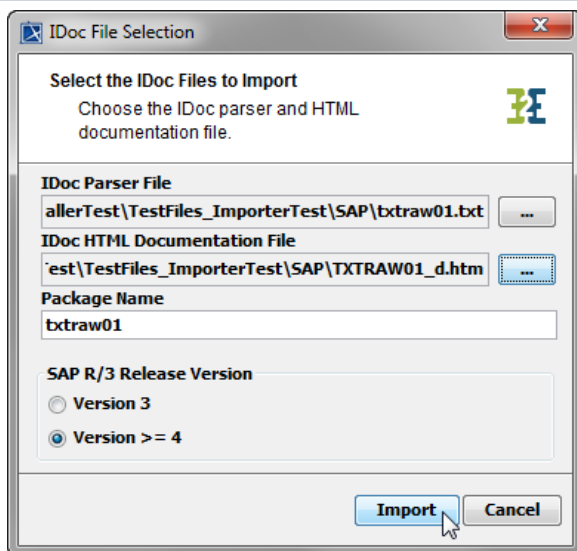 IDoc File Selection
Select the IDoc Files to Import
Choose the IDoc parser and HTML
documentation file.
E2E
IDoc Parser File
allerTest\TestFiles_ImporterTest\SAP\txtraw01.txt
...
IDoc HTML Documentation File
est\TestFiles_ImporterTest\SAP\TXTRAW01_d.htm
...
Package Name
txtraw01
SAP R/3 Release Version
Version 3
Version >= 4
Import
Cancel